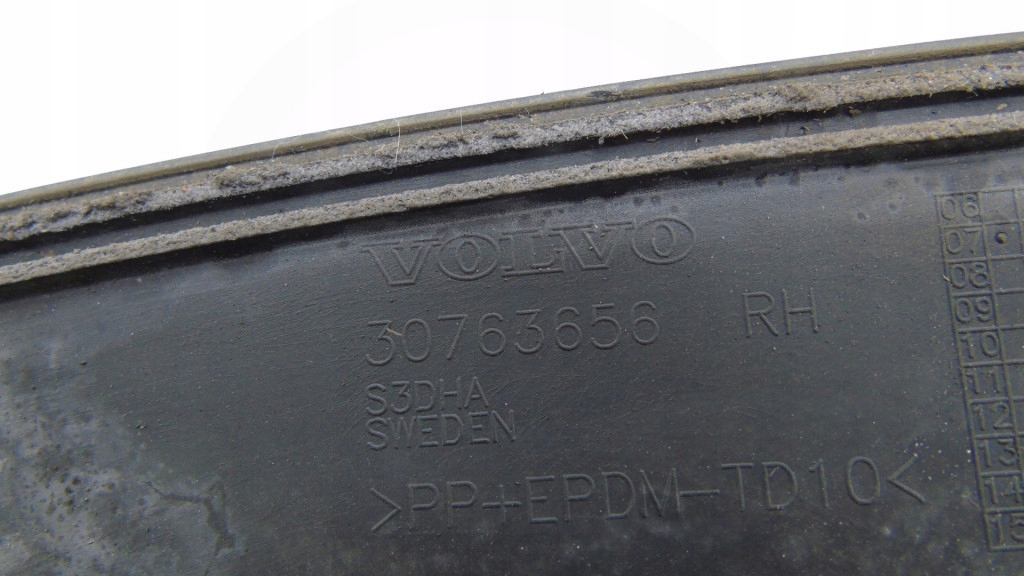 VOLVO
30763656 RH
S3DHA
SWEDEN
>PP+EPDM-TD10<
06
07
08
09
10
11
12
13
14
15